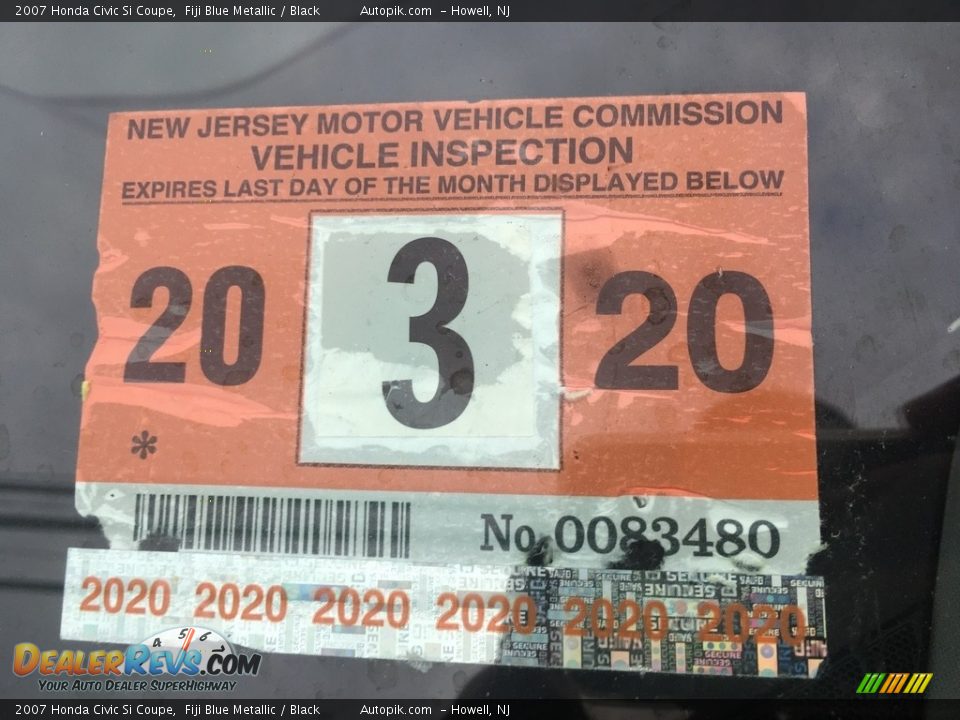 2007 Honda Civic Si Coupe, Fiji Blue Metallic / Black Autopik.com - Howell, NJ
NEW JERSEY MOTOR VEHICLE COMMISSION
VEHICLE INSPECTION
EXPIRES LAST DAY OF THE MONTH DISPLAYED BELOW
20 3 20
*
No. 0083480
2020 2020 2020 2020 2020 2020
4 5 6
DEALERREVS.COM
YOUR AUTO DEALER SUPERHIGHWAY
2007 Honda Civic Si Coupe, Fiji Blue Metallic / Black Autopik.com - Howell, NJ